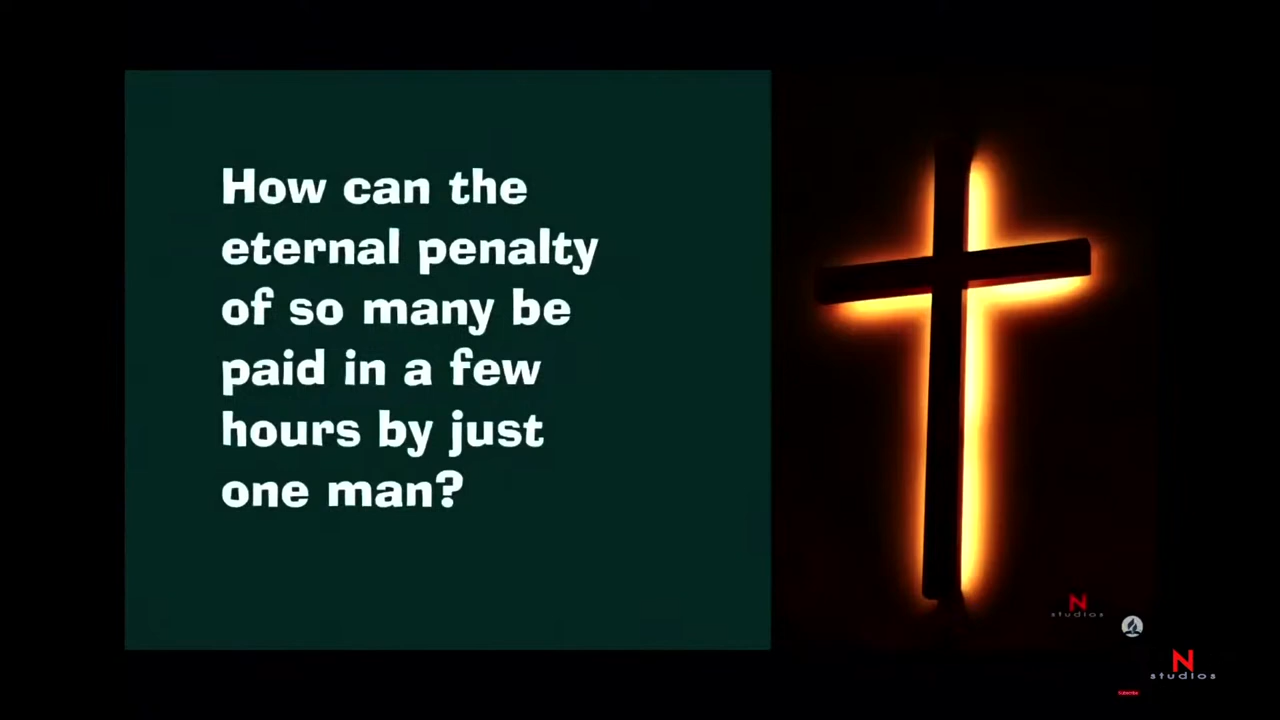 How can the
eternal penalty
of so many be
paid in a few
hours by just
one man?
N
studios
N
studios
Subscribe